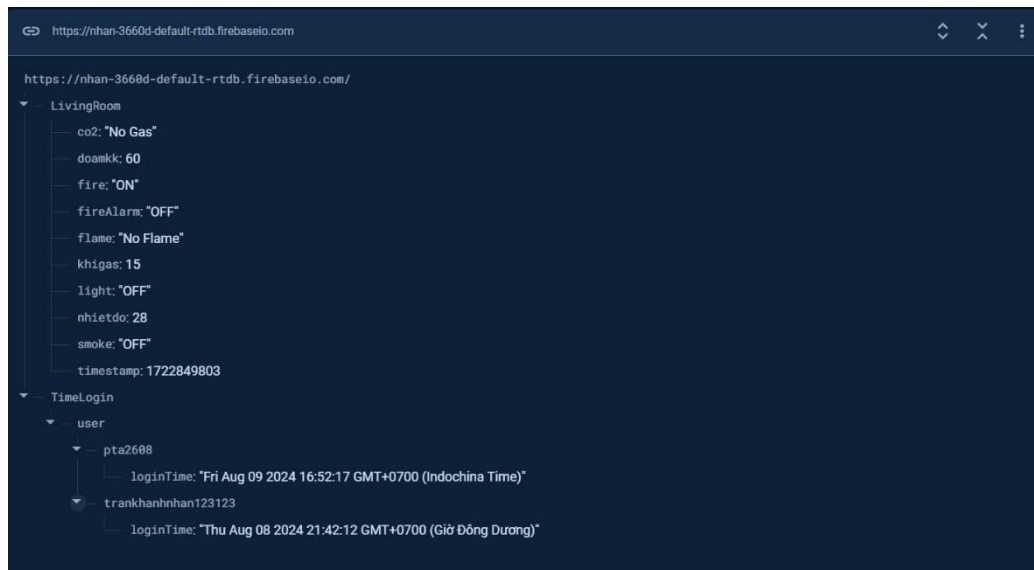 https://nhan-3660d-default-rtdb.firebaseio.com
https://nhan-3660d-default-rtdb.firebaseio.com/
LivingRoom
co2: "No Gas"
doamkk: 60
fire: "ON"
fireAlarm: "OFF"
flame: "No Flame"
khigas: 15
light: "OFF"
nhietdo: 28
smoke: "OFF"
timestamp: 1722849803
TimeLogin
user
pta2608
loginTime: "Fri Aug 09 2024 16:52:17 GMT+0700 (Indochina Time)"
trankhanhnhan123123
loginTime: "Thu Aug 08 2024 21:42:12 GMT+0700 (Giờ Đông Dương)"